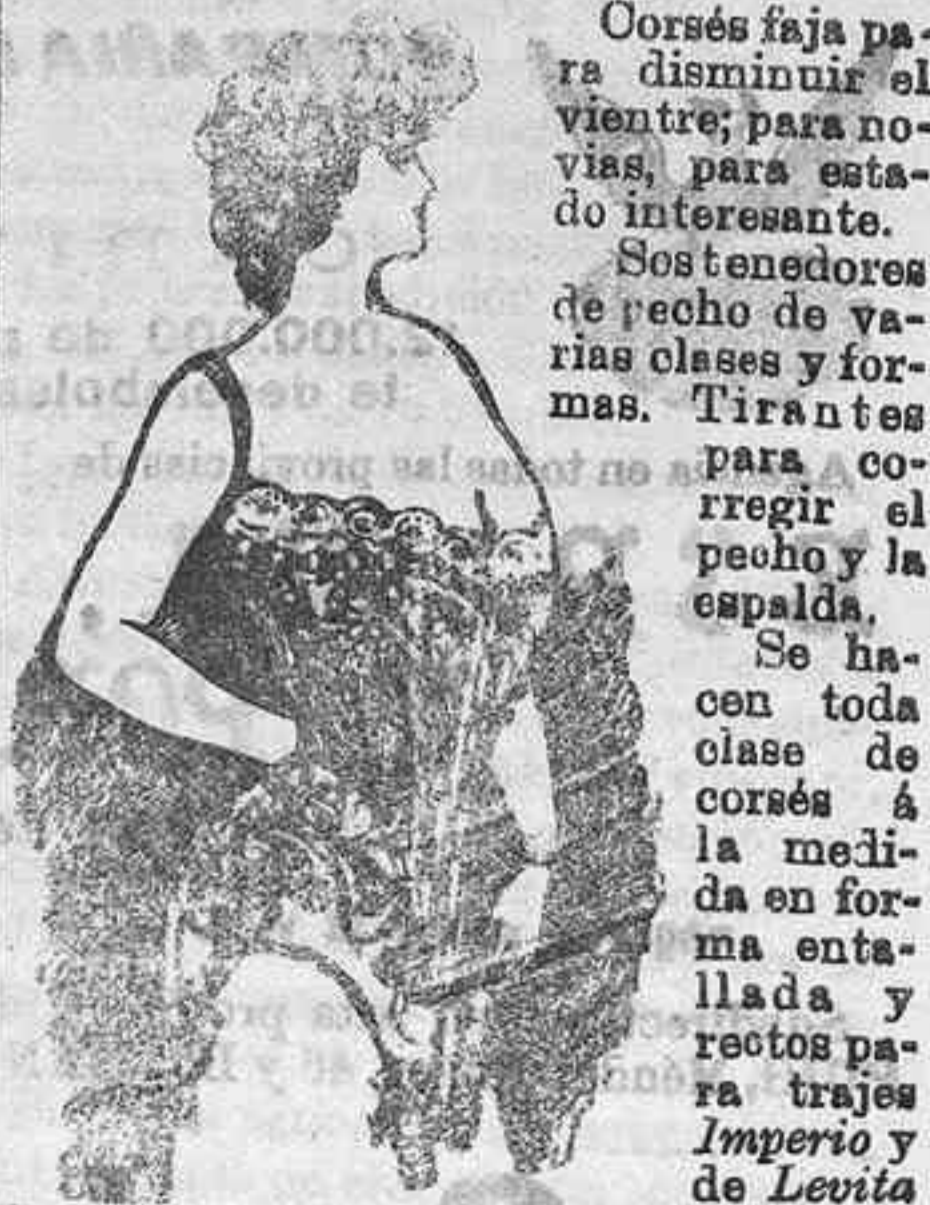 Corsés faja pa-
ra disminuir el
vientre; para no-
vias, para esta-
do interesante.
Sostenedores
de pecho de va-
rias clases y for-
mas. Tirantes
para co-
rregir el
pecho y la
espalda.
Se ha-
cen toda
clase de
corsés á
la medi-
da en for-
ma enta-
llada y
rectos pa-
ra trajes
Imperio y
de Levita